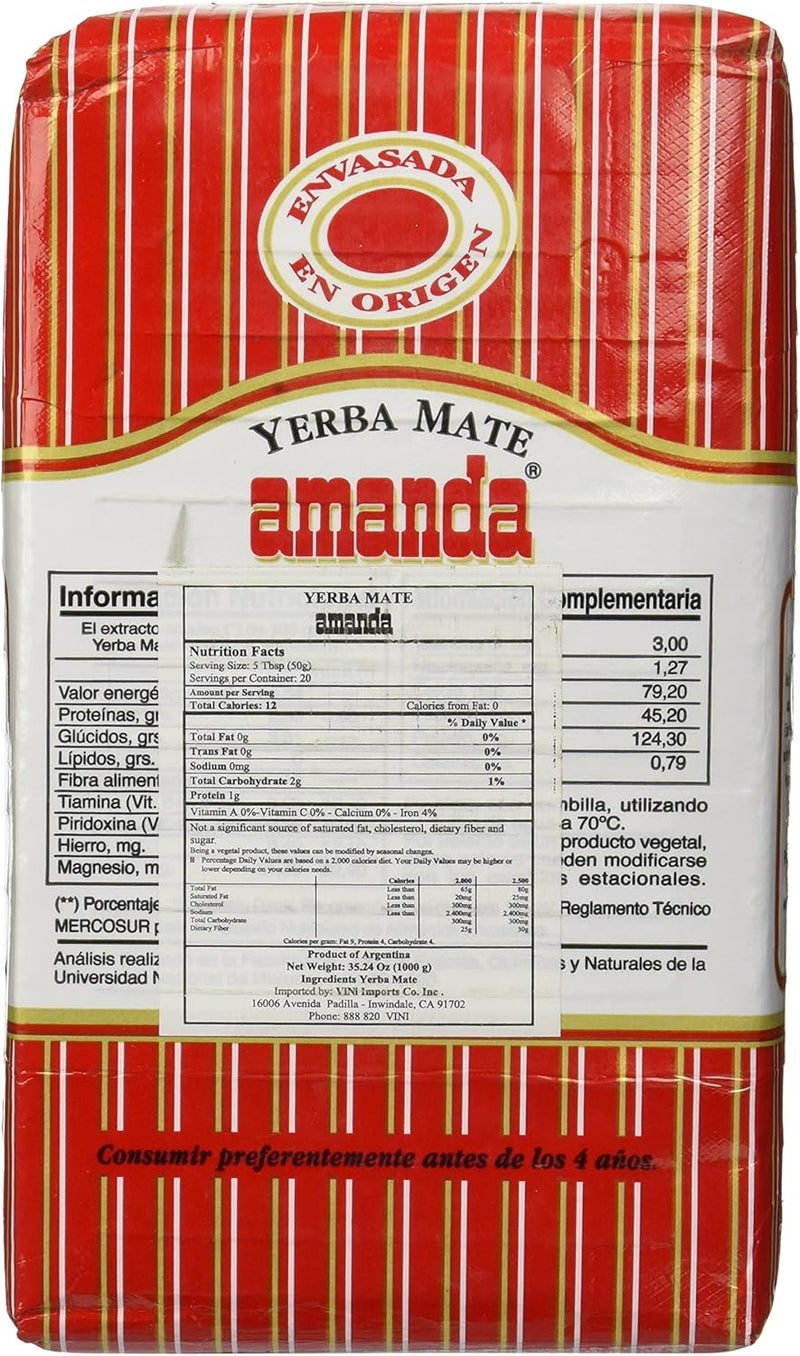 ENVASADA
EN ORIGEN
YERBA MATE
amanda®
Informa
omplementaria
El extracto
Yerba Ma
3,00
1,27
Valor energé
79,20
Proteínas, gr
45,20
Glúcidos, grs
124,30
Lípidos, grs.
0,79
Fibra aliment
Tiamina (Vit.
Piridoxina (V
Hierro, mg.
Magnesio, m
mbilla, utilizando
a 70ºC.
producto vegetal,
eden modificarse
s estacionales.
(**) Porcentaje
Reglamento Técnico
MERCOSUR p
Análisis realiz
s y Naturales de la
Universidad N
YERBA MATE
amanda
Nutrition Facts
Serving Size: 5 Tbsp (50g)
Servings per Container: 20
Amount per Serving
Total Calories: 12 Calories from Fat: 0
% Daily Value *
Total Fat 0g 0%
Trans Fat 0g 0%
Sodium 0mg 0%
Total Carbohydrate 2g 1%
Protein 1g
Vitamin A 0%-Vitamin C 0% - Calcium 0% - Iron 4%
Not a significant source of saturated fat, cholesterol, dietary fiber and
sugar.
Being a vegetal product, these values can be modified by seasonal changes.
Percentage Daily Values are based on a 2.000 calories diet. Your Daily Values may be higher or
lower depending on your calories needs.
Calories 2.000 2.500
Total Fat Less than 65g 80g
Saturated Fat Less than 20mg 25mg
Cholesterol Less than 300mg 300mg
Sodium Less than 2.400mg 2.400mg
Total Carbohydrate 300mg 300mg
Dietary Fiber 25g 30g
Calories per gram: Fat 9, Protein 4, Carbohydrate 4.
Product of Argentina
Net Weight: 35.24 Oz (1000 g)
Ingredients Yerba Mate
Imported by: VINI Imports Co. Inc .
16006 Avenida Padilla - Inwindale, CA 91702
Phone: 888 820 VINI
Consumir preferentemente antes de los 4 años.